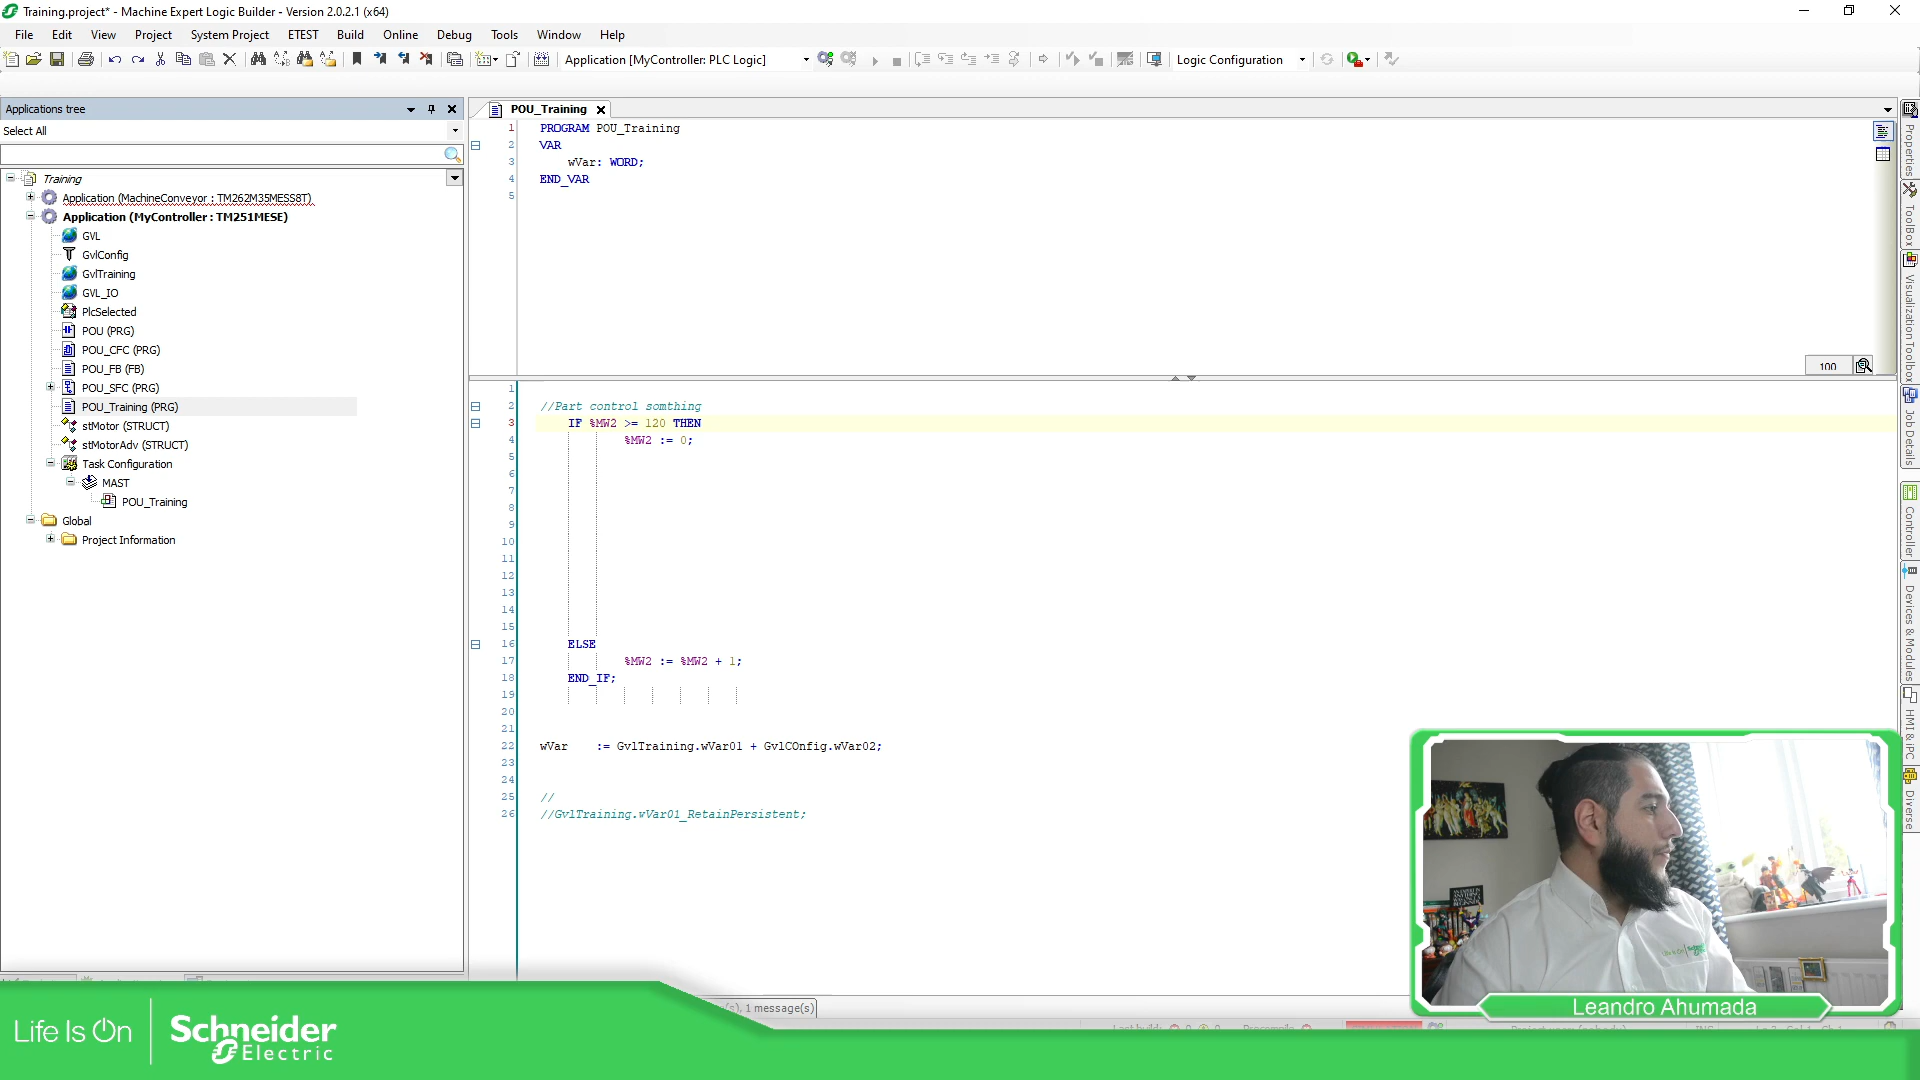 Training.project* - Machine Expert Logic Builder - Version 2.0.2.1 (x64)
File Edit View Project System Project ETEST Build Online Debug Tools Window Help
Application [MyController: PLC Logic]
Logic Configuration
Applications tree
Select All
Training
Application (MachineConveyor : TM262M35MESS8T)
Application (MyController : TM251MESE)
GVL
GvlConfig
GvlTraining
GVL_IO
PlcSelected
POU (PRG)
POU_CFC (PRG)
POU_FB (FB)
POU_SFC (PRG)
POU_Training (PRG)
stMotor (STRUCT)
stMotorAdv (STRUCT)
Task Configuration
MAST
POU_Training
Global
Project Information
POU_Training
1 PROGRAM POU_Training
2 VAR
3 wVar: WORD;
4 END_VAR
5
100
1
2 //Part control somthing
3 IF %MW2 >= 120 THEN
4 %MW2 := 0;
5
6
7
8
9
10
11
12
13
14
15
16 ELSE
17 %MW2 := %MW2 + 1;
18 END_IF;
19
20
21
22 wVar := GvlTraining.wVar01 + GvlCOnfig.wVar02;
23
24
25 //
26 //GvlTraining.wVar01_RetainPersistent;
Properties
ToolBox
Visualization Toolbox
Job Details
Controller
Devices & Modules
HMI & iPC
Diverse
1 message(s)
Leandro Ahumada
Life Is On
Schneider
Electric